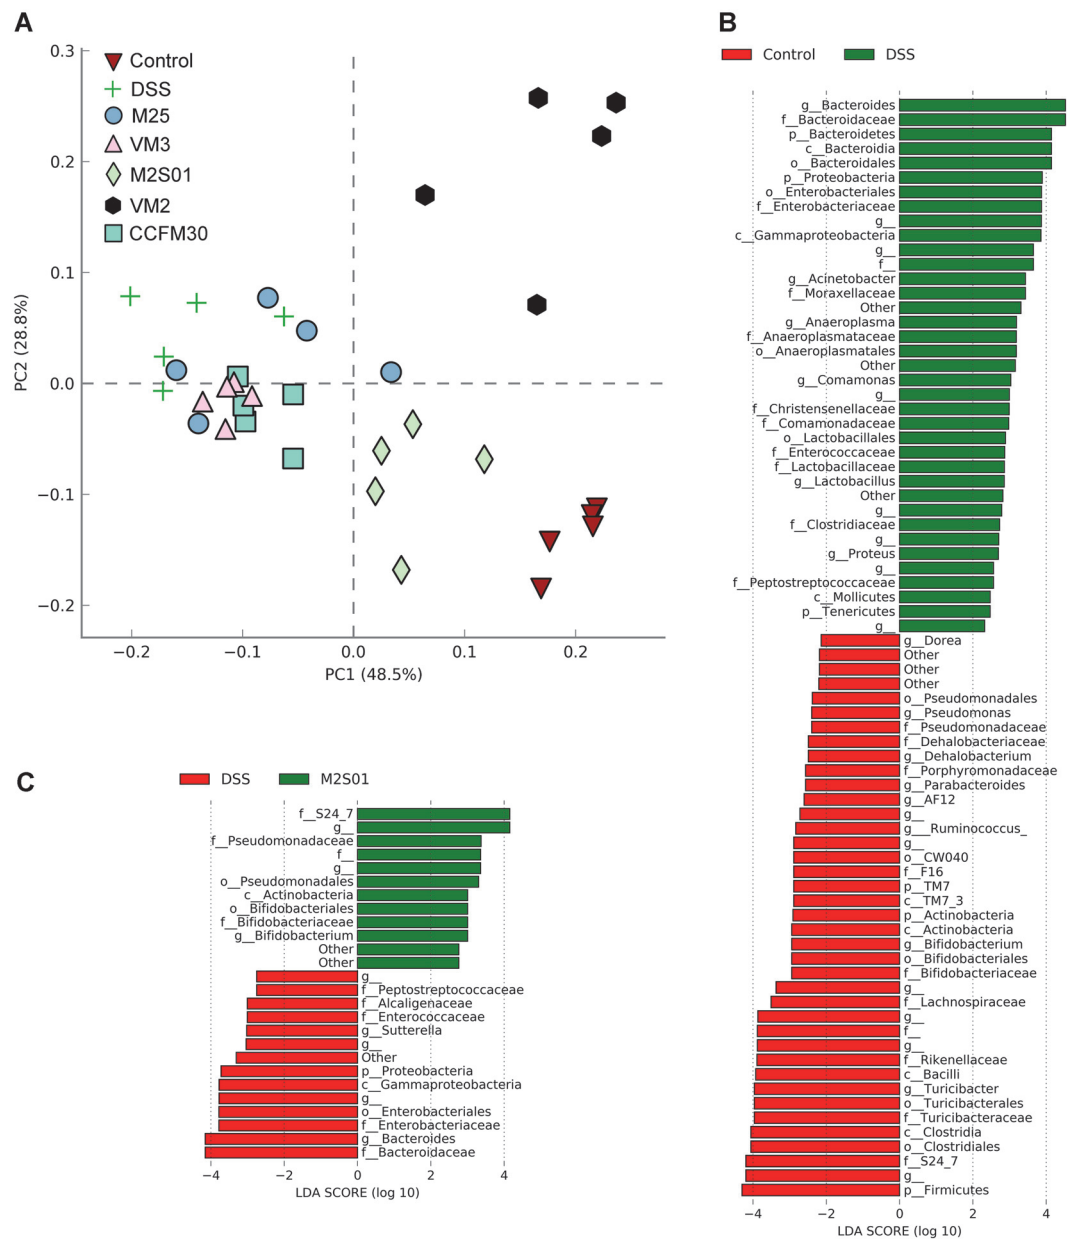 A
0.3
0.2
0.1
0.0
−0.1
−0.2
PC2 (28.8%)
Control
DSS
M25
VM3
M2S01
VM2
CCFM30
−0.2
−0.1
0.0
0.1
0.2
PC1 (48.5%)
B
Control
DSS
g__Bacteroides
f__Bacteroidaceae
p__Bacteroidetes
c__Bacteroidia
o__Bacteroidales
p__Proteobacteria
o__Enterobacteriales
f__Enterobacteriaceae
g__
c__Gammaproteobacteria
g__
f__
g__Acinetobacter
f__Moraxellaceae
Other
g__Anaeroplasma
f__Anaeroplasmataceae
o__Anaeroplasmatales
Other
g__Comamonas
g__
f__Christensenellaceae
f__Comamonadaceae
o__Lactobacillales
f__Enterococcaceae
f__Lactobacillaceae
g__Lactobacillus
Other
g__
f__Clostridiaceae
g__
g__Proteus
g__
f__Peptostreptococcaceae
c__Mollicutes
p__Tenericutes
g__
g__Dorea
Other
Other
Other
o__Pseudomonadales
g__Pseudomonas
f__Pseudomonadaceae
f__Dehalobacteriaceae
g__Dehalobacterium
f__Porphyromonadaceae
g__Parabacteroides
g__AF12
g__
g___Ruminococcus_
g__
o__CW040
f__F16
p__TM7
c__TM7_3
p__Actinobacteria
c__Actinobacteria
g__Bifidobacterium
o__Bifidobacteriales
f__Bifidobacteriaceae
g__
f__Lachnospiraceae
g__
f__
g__
f__Rikenellaceae
c__Bacilli
g__Turicibacter
o__Turicibacterales
f__Turicibacteraceae
c__Clostridia
o__Clostridiales
f__S24_7
g__
p__Firmicutes
−4
−2
0
2
4
LDA SCORE (log 10)
C
DSS
M2S01
f__S24_7
g__
f__Pseudomonadaceae
f__
g__
o__Pseudomonadales
c__Actinobacteria
o__Bifidobacteriales
f__Bifidobacteriaceae
g__Bifidobacterium
Other
Other
g__
f__Peptostreptococcaceae
f__Alcaligenaceae
f__Enterococcaceae
g__Sutterella
g__
Other
p__Proteobacteria
c__Gammaproteobacteria
g__
o__Enterobacteriales
f__Enterobacteriaceae
g__Bacteroides
f__Bacteroidaceae
−4
−2
0
2
4
LDA SCORE (log 10)